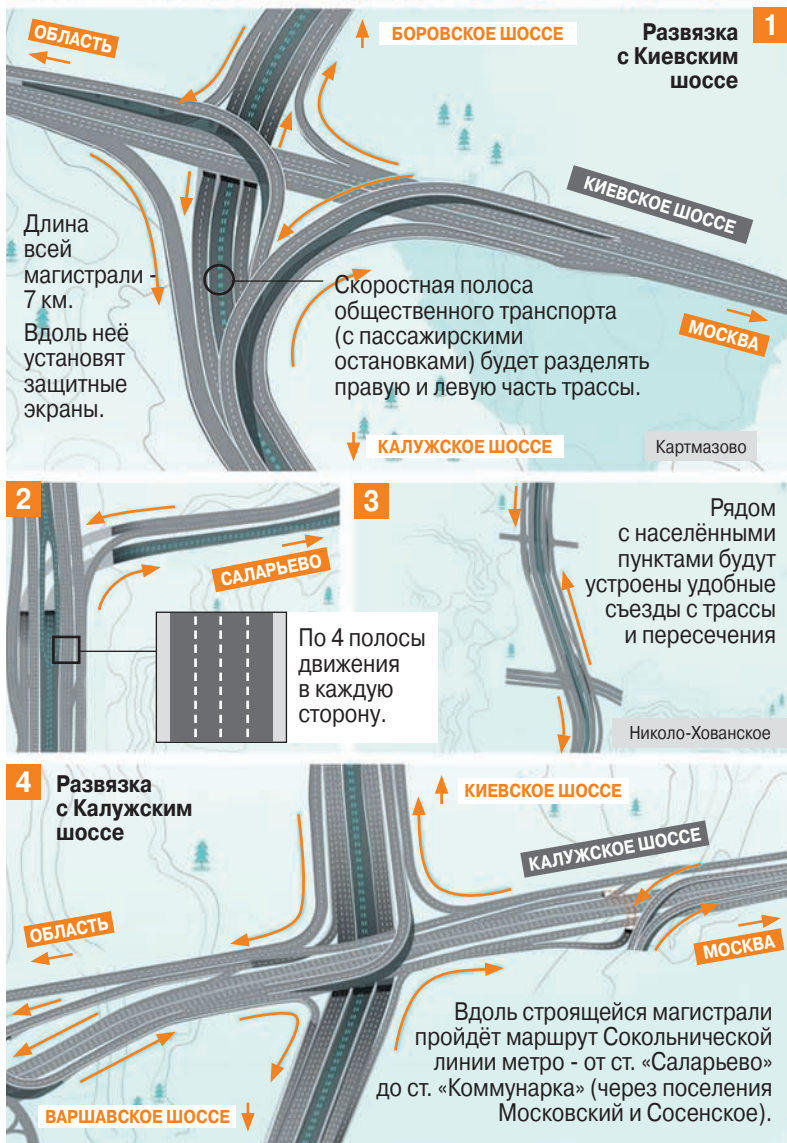 1
Развязка
с Киевским
шоссе
ОБЛАСТЬ
БОРОВСКОЕ ШОССЕ
КИЕВСКОЕ ШОССЕ
МОСКВА
Длина
всей
магистрали -
7 км.
Вдоль неё
установят
защитные
экраны.
Скоростная полоса
общественного транспорта
(с пассажирскими
остановками) будет разделять
правую и левую часть трассы.
КАЛУЖСКОЕ ШОССЕ
Картмазово
2
САЛАРЬЕВО
По 4 полосы
движения
в каждую
сторону.
3
Рядом
с населёнными
пунктами будут
устроены удобные
съезды с трассы
и пересечения
Николо-Хованское
4
Развязка
с Калужским
шоссе
КИЕВСКОЕ ШОССЕ
КАЛУЖСКОЕ ШОССЕ
ОБЛАСТЬ
МОСКВА
Вдоль строящейся магистрали
пройдёт маршрут Сокольнической
линии метро - от ст. «Саларьево»
до ст. «Коммунарка» (через поселения
Московский и Сосенское).
ВАРШАВСКОЕ ШОССЕ